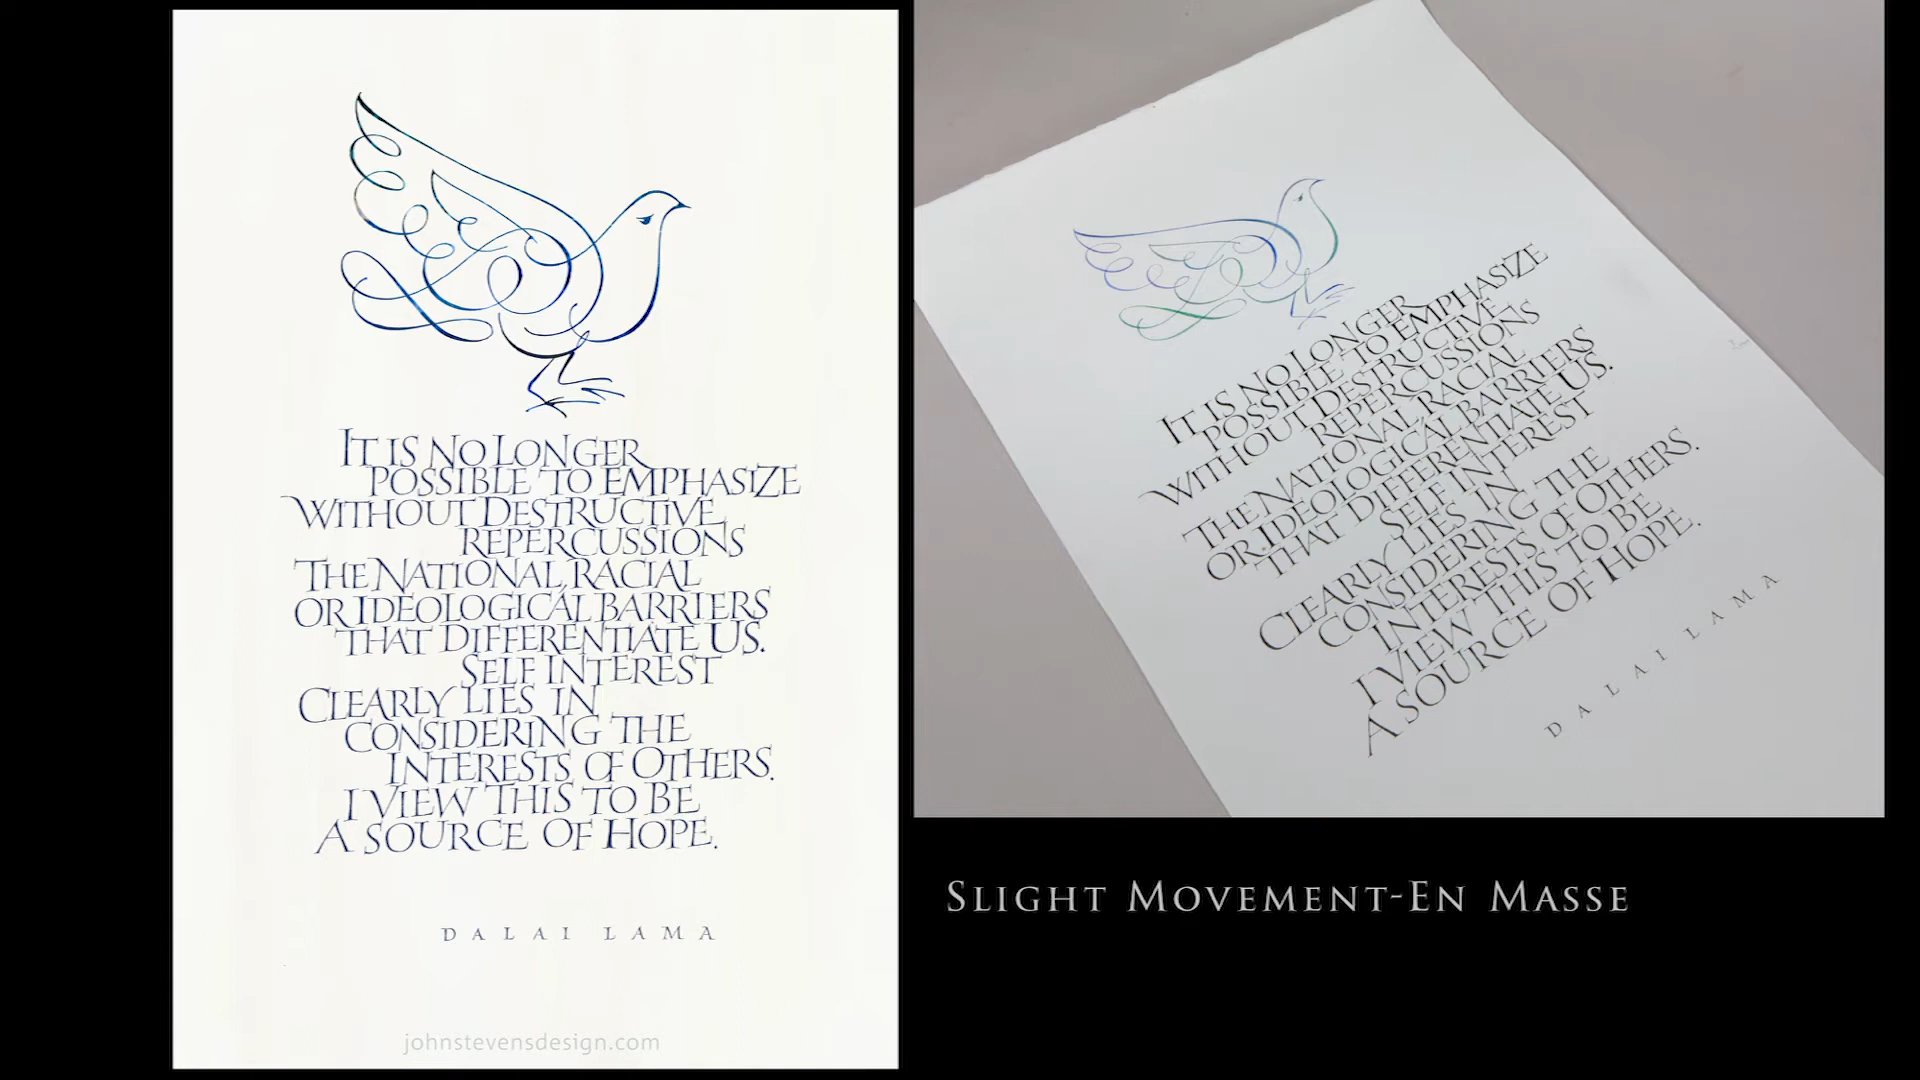 IT IS NO LONGER
POSSIBLE TO EMPHASIZE
WITHOUT DESTRUCTIVE
REPERCUSSIONS
THE NATIONAL, RACIAL
OR IDEOLOGICAL BARRIERS
THAT DIFFERENTIATE US.
SELF INTEREST
CLEARLY LIES IN
CONSIDERING THE
INTERESTS OF OTHERS.
I VIEW THIS TO BE
A SOURCE OF HOPE.
DALAI LAMA
johnstevensdesign.com
IT IS NO LONGER
POSSIBLE TO EMPHASIZE
WITHOUT DESTRUCTIVE
REPERCUSSIONS
THE NATIONAL, RACIAL
OR IDEOLOGICAL BARRIERS
THAT DIFFERENTIATE US.
SELF INTEREST
CLEARLY LIES IN
CONSIDERING THE
INTERESTS OF OTHERS.
I VIEW THIS TO BE
A SOURCE OF HOPE.
DALAI LAMA
SLIGHT MOVEMENT-EN MASSE